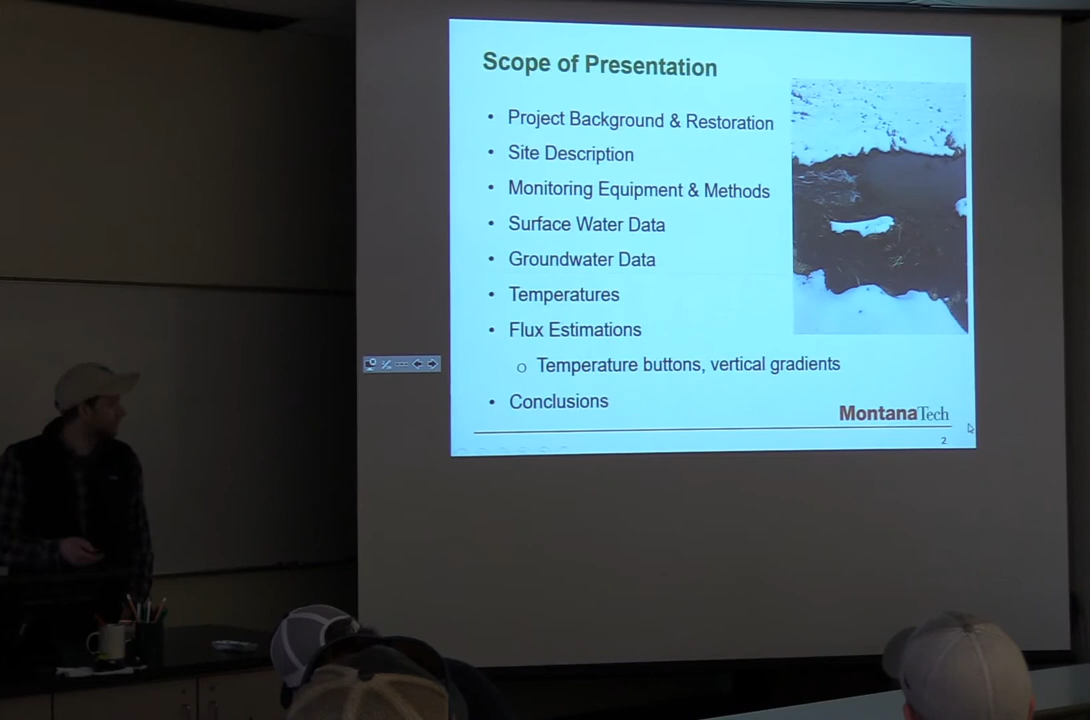 Scope of Presentation
• Project Background & Restoration
• Site Description
• Monitoring Equipment & Methods
• Surface Water Data
• Groundwater Data
• Temperatures
• Flux Estimations
o Temperature buttons, vertical gradients
• Conclusions
MontanaTech
2